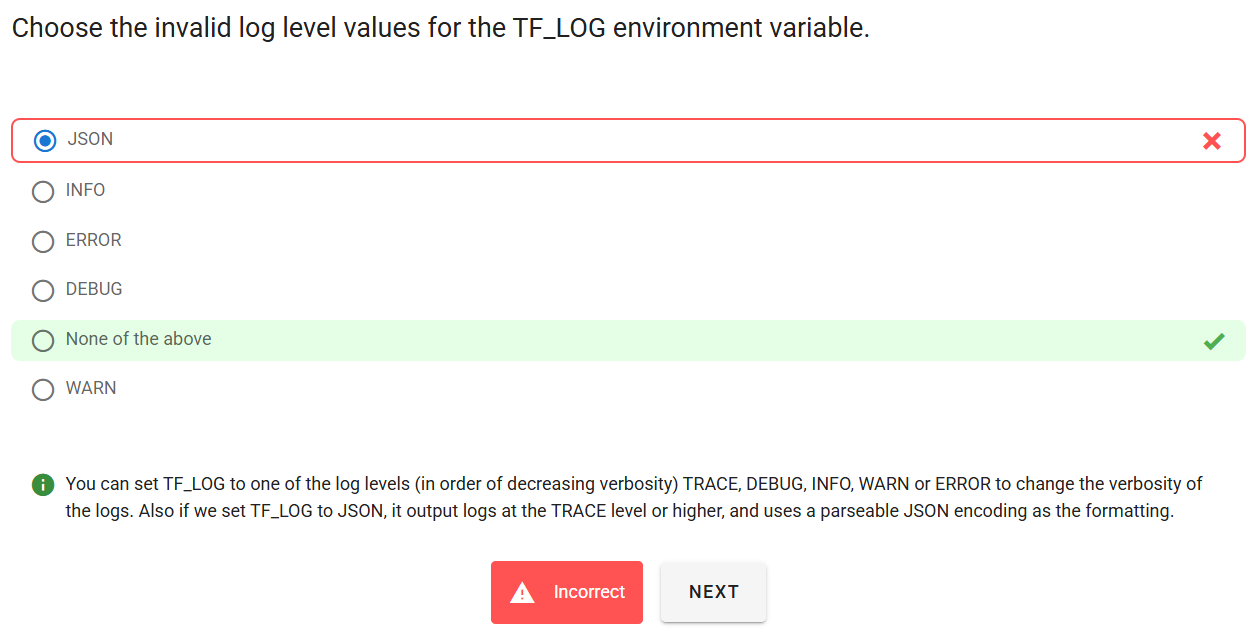 Choose the invalid log level values for the TF_LOG environment variable.
JSON
INFO
ERROR
DEBUG
None of the above
WARN
You can set TF_LOG to one of the log levels (in order of decreasing verbosity) TRACE, DEBUG, INFO, WARN or ERROR to change the verbosity of
the logs. Also if we set TF_LOG to JSON, it output logs at the TRACE level or higher, and uses a parseable JSON encoding as the formatting.
Incorrect
NEXT